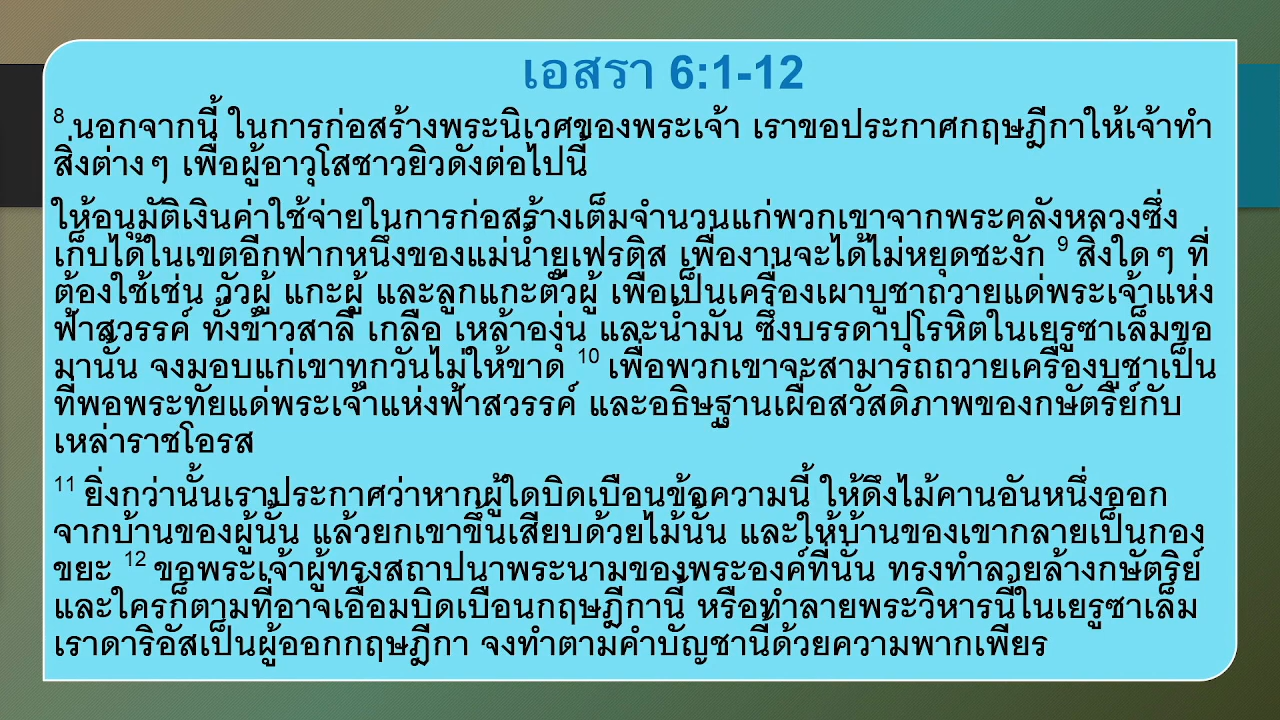 เอสรา 6:1-12
8 นอกจากนี้ ในการก่อสร้างพระนิเวศของพระเจ้า เราขอประกาศกฤษฎีกาให้เจ้าทำ
สิ่งต่างๆ เพื่อผู้อาวุโสชาวยิวดังต่อไปนี้
ให้อนุมัติเงินค่าใช้จ่ายในการก่อสร้างเต็มจำนวนแก่พวกเขาจากพระคลังหลวงซึ่ง
เก็บได้ในเขตอีกฟากหนึ่งของแม่น้ำยูเฟรติส เพื่องานจะได้ไม่หยุดชะงัก 9 สิ่งใดๆ ที่
ต้องใช้เช่น วัวผู้ แกะผู้ และลูกแกะตัวผู้ เพื่อเป็นเครื่องเผาบูชาถวายแด่พระเจ้าแห่ง
ฟ้าสวรรค์ ทั้งข้าวสาลี เกลือ เหล้าองุ่น และน้ำมัน ซึ่งบรรดาปุโรหิตในเยรูซาเล็มขอ
มานั้น จงมอบแก่เขาทุกวันไม่ให้ขาด 10 เพื่อพวกเขาจะสามารถถวายเครื่องบูชาเป็น
ที่พอพระทัยแด่พระเจ้าแห่งฟ้าสวรรค์ และอธิษฐานเผื่อสวัสดิภาพของกษัตริย์กับ
เหล่าราชโอรส
11 ยิ่งกว่านั้นเราประกาศว่าหากผู้ใดบิดเบือนข้อความนี้ ให้ดึงไม้คานอันหนึ่งออก
จากบ้านของผู้นั้น แล้วยกเขาขึ้นเสียบด้วยไม้นั้น และให้บ้านของเขากลายเป็นกอง
ขยะ 12 ขอพระเจ้าผู้ทรงสถาปนาพระนามของพระองค์ที่นั่น ทรงทำลายล้างกษัตริย์
และใครก็ตามที่อาจเอื้อมบิดเบือนกฤษฎีกานี้ หรือทำลายพระวิหารนี้ในเยรูซาเล็ม
เราดาริอัสเป็นผู้ออกกฤษฎีกา จงทำตามคำบัญชานี้ด้วยความพากเพียร